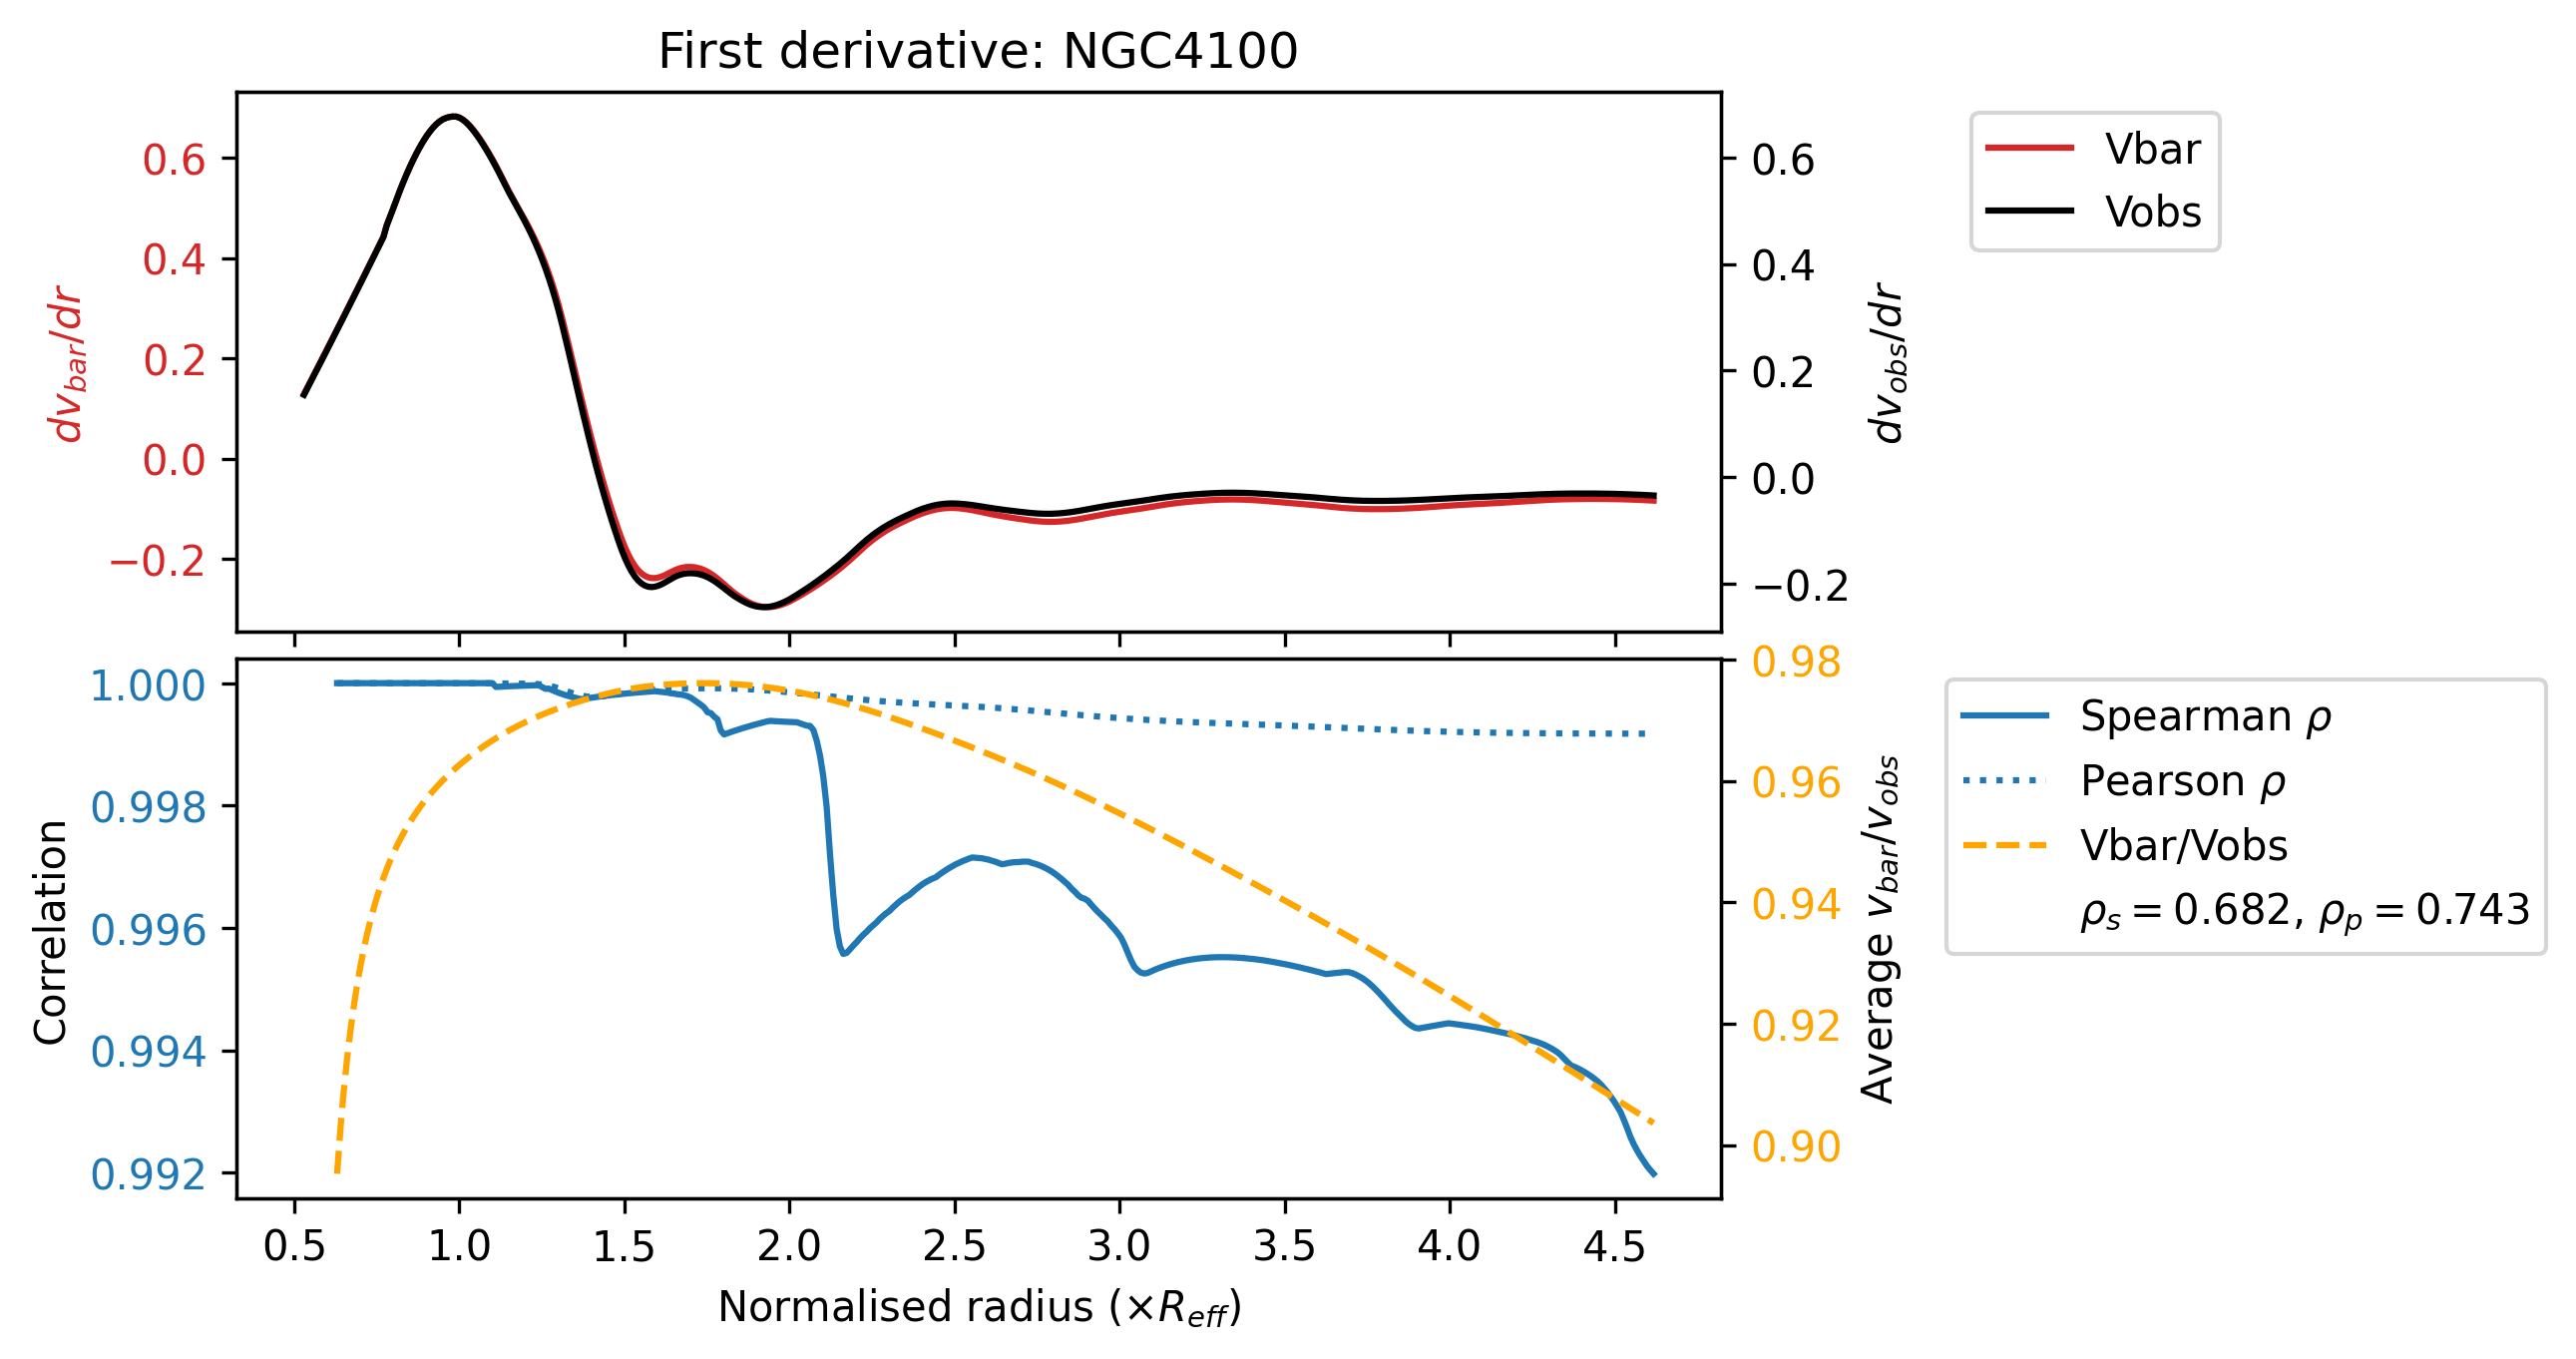 First derivative: NGC4100
0.6
0.4
0.2
0.0
−0.2
dv_bar/dr
0.6
0.4
0.2
0.0
−0.2
dv_obs/dr
Vbar
Vobs
1.000
0.998
0.996
0.994
0.992
Correlation
0.98
0.96
0.94
0.92
0.90
Average v_bar/v_obs
Spearman ρ
Pearson ρ
Vbar/Vobs
ρ_s = 0.682, ρ_p = 0.743
0.5 1.0 1.5 2.0 2.5 3.0 3.5 4.0 4.5
Normalised radius (×R_eff)